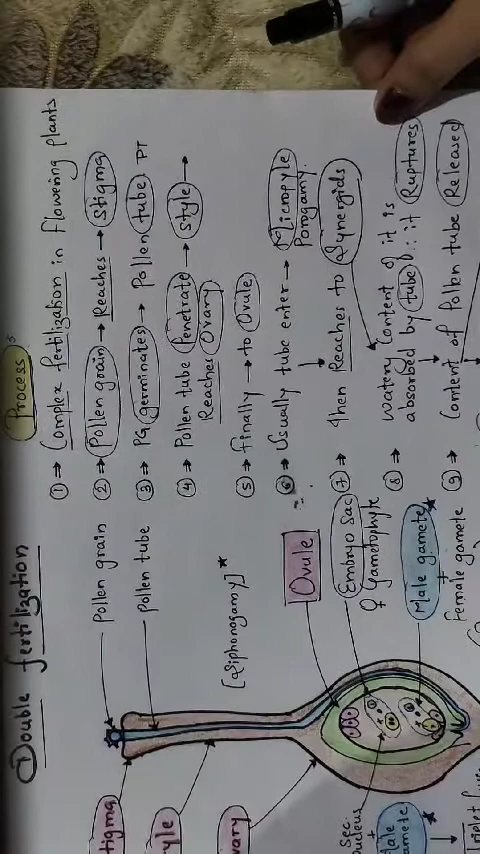 Double fertilization
Process
① ⇒ Complex fertilization in flowering plants
② ⇒ Pollen grain → Reaches → Stigma
③ ⇒ PG germinates → Pollen tube PT
④ ⇒ Pollen tube Penetrate → Style →
Reaches Ovary
⑤ ⇒ Finally → to Ovule
⑥ ⇒ Usually tube enter → Micropyle
Porogamy.
⑦ ⇒ then Reaches to Synergids
⑧ ⇒ watery content of it is
absorbed by tube ∴ it Ruptures
⑨ ⇒ Content of Pollen tube Released
Pollen grain
Pollen tube
[Siphonogamy]*
Ovule
Embryo sac
♀ Gametophyte
Male gamete
+
Female gamete
tigma
yle
vary
Sec.
nucleus
+
ale
amete